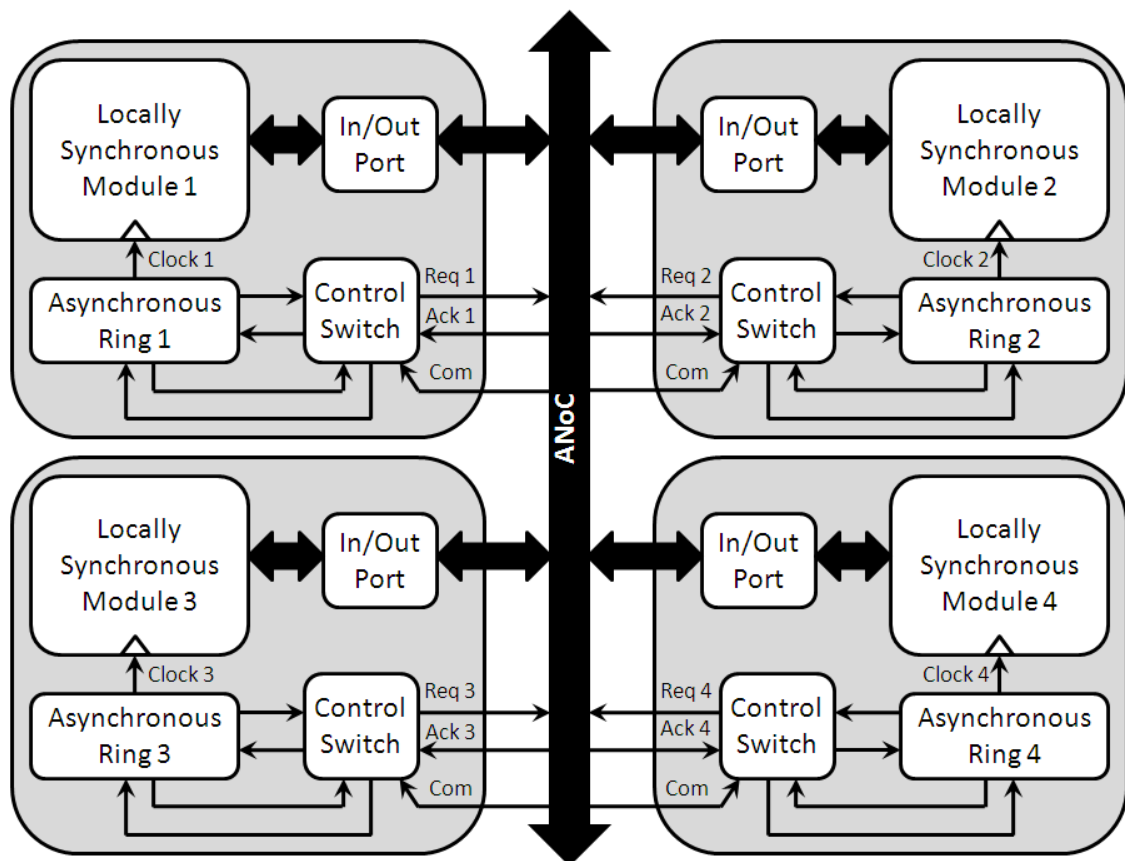 Locally
Synchronous
Module 1
In/Out
Port
Clock 1
Asynchronous
Ring 1
Control
Switch
Req 1
Ack 1
Com
In/Out
Port
Locally
Synchronous
Module 2
Clock 2
Req 2
Ack 2
Com
Control
Switch
Asynchronous
Ring 2
ANoC
Locally
Synchronous
Module 3
In/Out
Port
Clock 3
Asynchronous
Ring 3
Control
Switch
Req 3
Ack 3
Com
In/Out
Port
Locally
Synchronous
Module 4
Clock 4
Req 4
Ack 4
Com
Control
Switch
Asynchronous
Ring 4